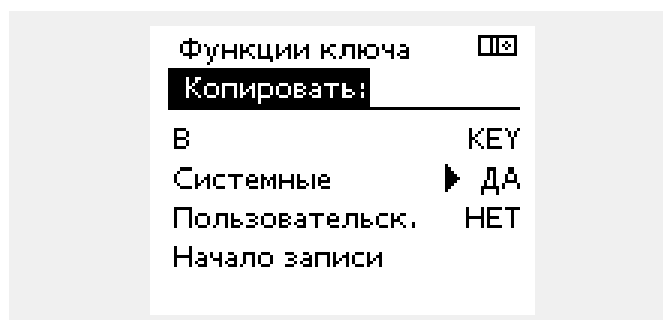 Функции ключа
Копировать:
В KEY
Системные ▶ ДА
Пользовательск. НЕТ
Начало записи